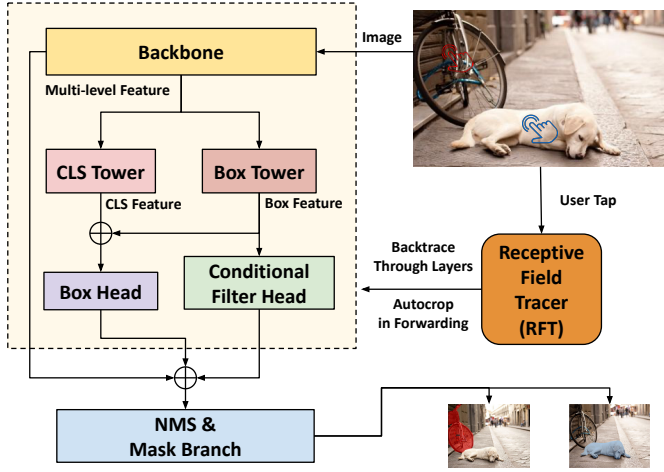 Image
Backbone
Multi-level Feature
CLS Tower
Box Tower
CLS Feature
Box Feature
User Tap
Backtrace
Through Layers
Autocrop
in Forwarding
Receptive
Field
Tracer
(RFT)
Box Head
Conditional
Filter Head
NMS &
Mask Branch